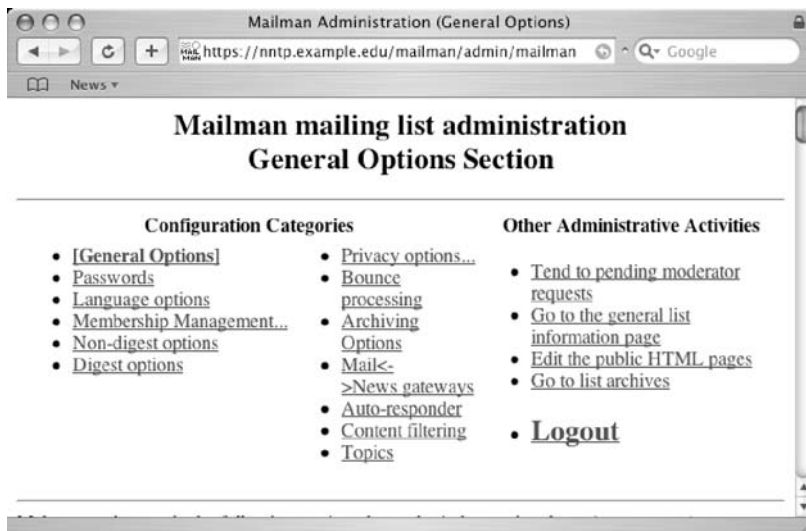 Mailman Administration (General Options)
https://nntp.example.edu/mailman/admin/mailman
Google
News
Mailman mailing list administration
General Options Section
Configuration Categories
[General Options]
Passwords
Language options
Membership Management...
Non-digest options
Digest options
Privacy options...
Bounce
processing
Archiving
Options
Mail<-
>News gateways
Auto-responder
Content filtering
Topics
Other Administrative Activities
Tend to pending moderator
requests
Go to the general list
information page
Edit the public HTML pages
Go to list archives
Logout